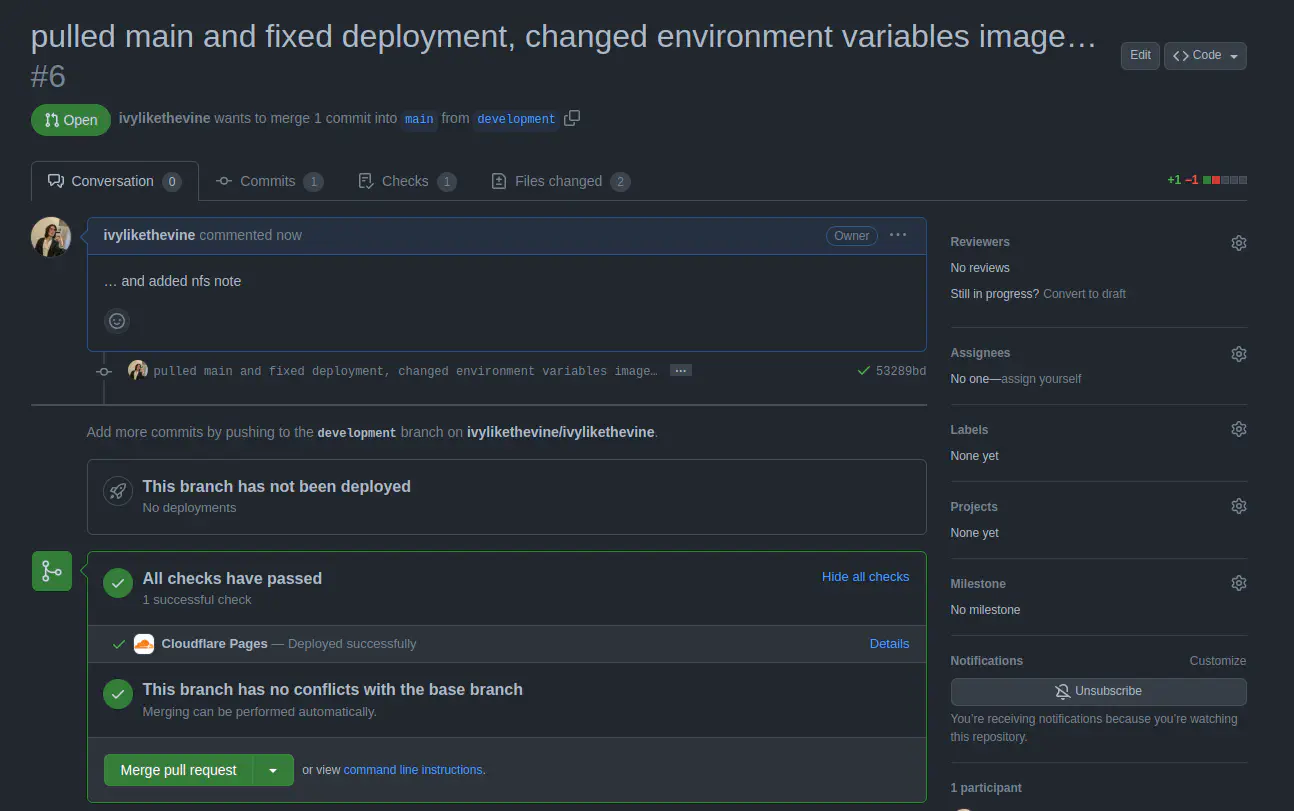 pulled main and fixed deployment, changed environment variables image…
#6
Edit
Code
Open
ivylikethevine wants to merge 1 commit into main from development
Conversation 0
Commits 1
Checks 1
Files changed 2
+1 −1
ivylikethevine commented now
Owner
… and added nfs note
pulled main and fixed deployment, changed environment variables image…
53289bd
Add more commits by pushing to the development branch on ivylikethevine/ivylikethevine.
This branch has not been deployed
No deployments
All checks have passed
1 successful check
Hide all checks
Cloudflare Pages — Deployed successfully
Details
This branch has no conflicts with the base branch
Merging can be performed automatically.
Merge pull request
or view command line instructions.
Reviewers
No reviews
Still in progress? Convert to draft
Assignees
No one—assign yourself
Labels
None yet
Projects
None yet
Milestone
No milestone
Notifications
Customize
Unsubscribe
You're receiving notifications because you're watching
this repository.
1 participant